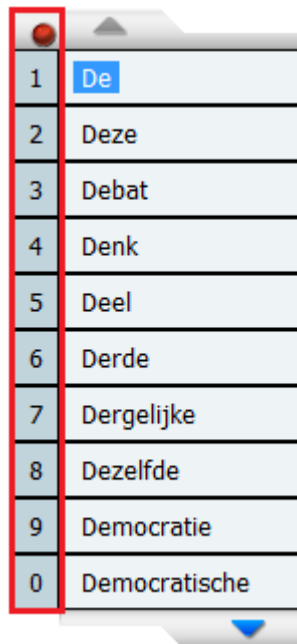 1 De
2 Deze
3 Debat
4 Denk
5 Deel
6 Derde
7 Dergelijke
8 Dezelfde
9 Democratie
0 Democratische